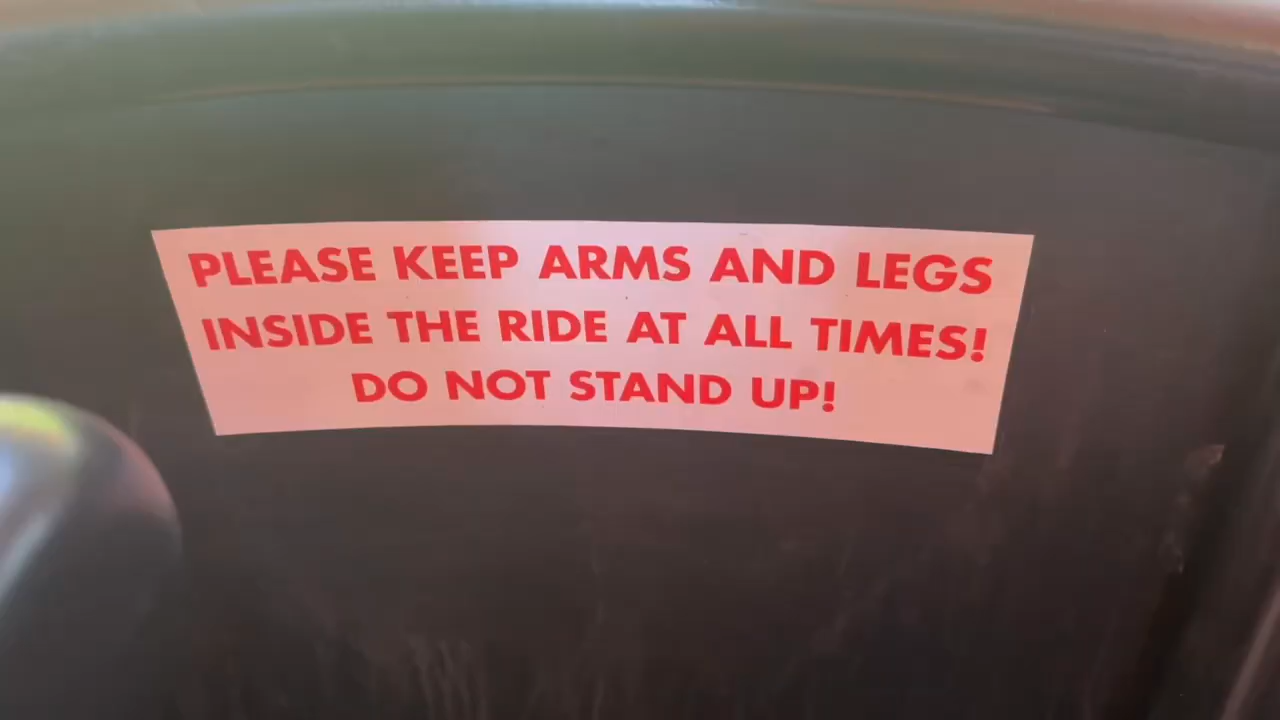 PLEASE KEEP ARMS AND LEGS
INSIDE THE RIDE AT ALL TIMES!
DO NOT STAND UP!